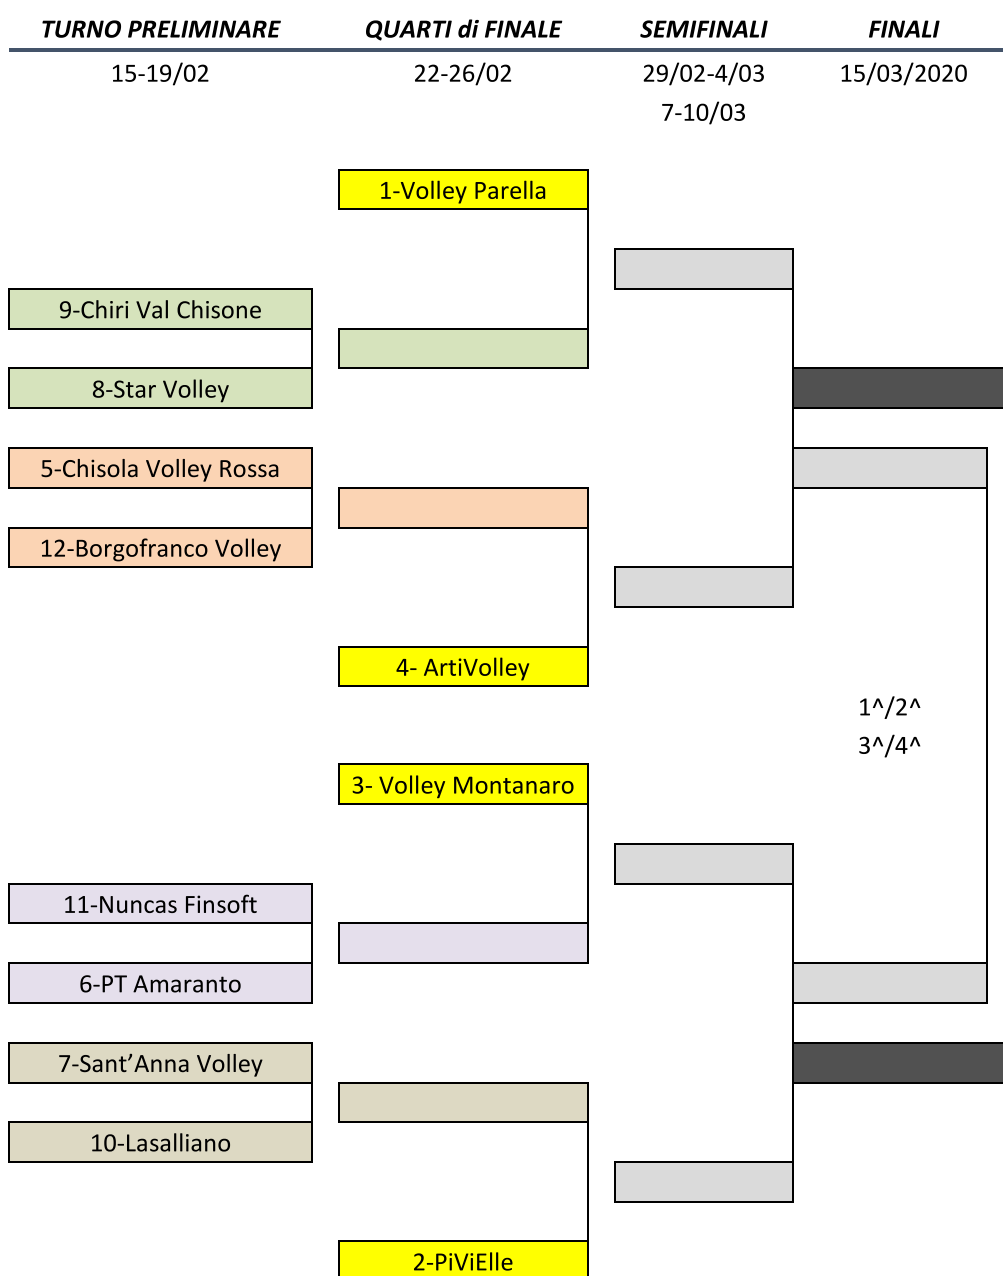 TURNO PRELIMINARE QUARTI di FINALE SEMIFINALI FINALI
15-19/02 22-26/02 29/02-4/03 15/03/2020
7-10/03
1-Volley Parella
9-Chiri Val Chisone
8-Star Volley
5-Chisola Volley Rossa
12-Borgofranco Volley
4- ArtiVolley
1^/2^
3^/4^
3- Volley Montanaro
11-Nuncas Finsoft
6-PT Amaranto
7-Sant’Anna Volley
10-Lasalliano
2-PiViElle